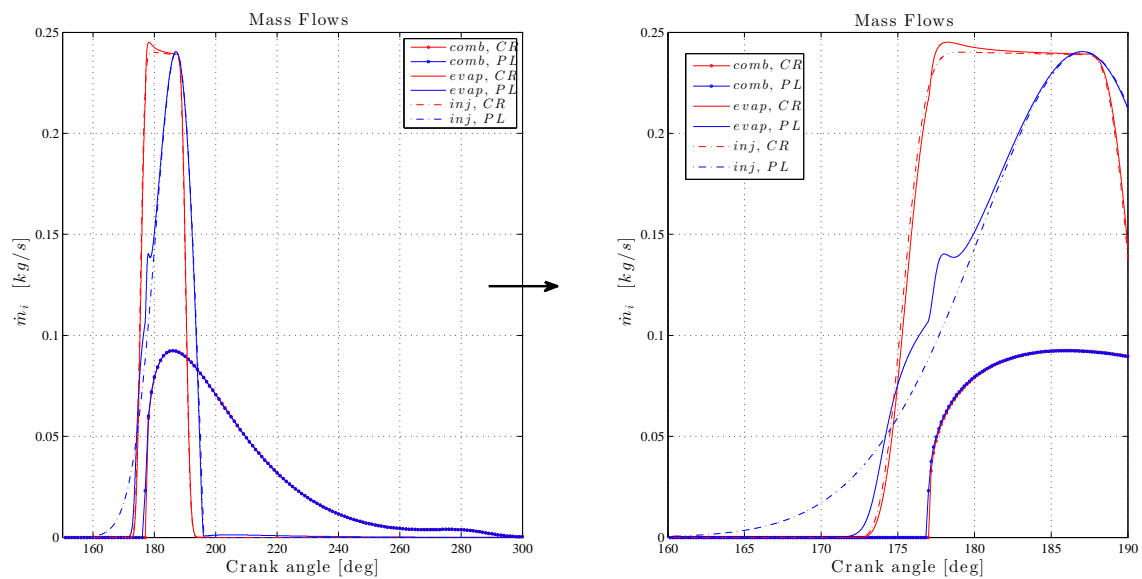 Mass Flows
0.25
0.2
0.15
0.1
0.05
0
160 180 200 220 240 260 280 300
Crank angle [deg]
ṁ_i [kg/s]
comb, CR
comb, PL
evap, CR
evap, PL
inj, CR
inj, PL
Mass Flows
0.25
0.2
0.15
0.1
0.05
0
160 165 170 175 180 185 190
Crank angle [deg]
ṁ_i [kg/s]
comb, CR
comb, PL
evap, CR
evap, PL
inj, CR
inj, PL